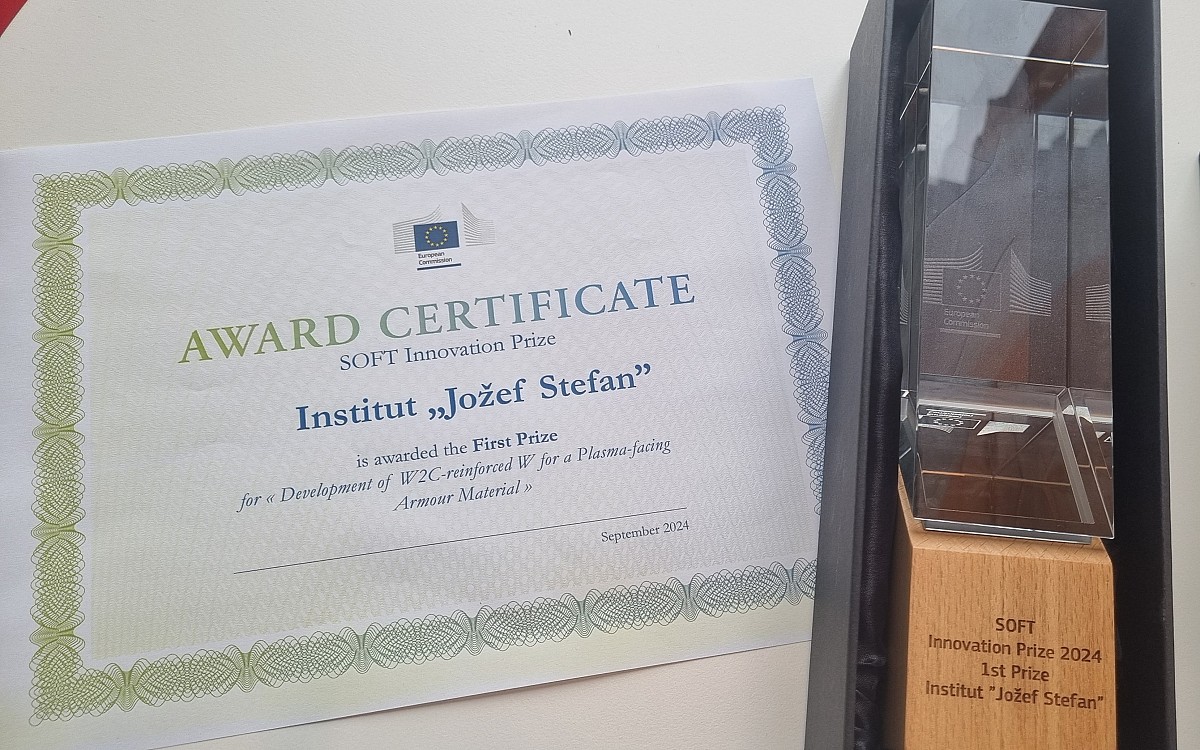 European
Commission
AWARD CERTIFICATE
SOFT Innovation Prize
Institut „Jožef Stefan”
is awarded the First Prize
for « Development of W2C-reinforced W for a Plasma-facing
Armour Material »
September 2024
European
Commission
SOFT
Innovation Prize 2024
1st Prize
Institut "Jožef Stefan"